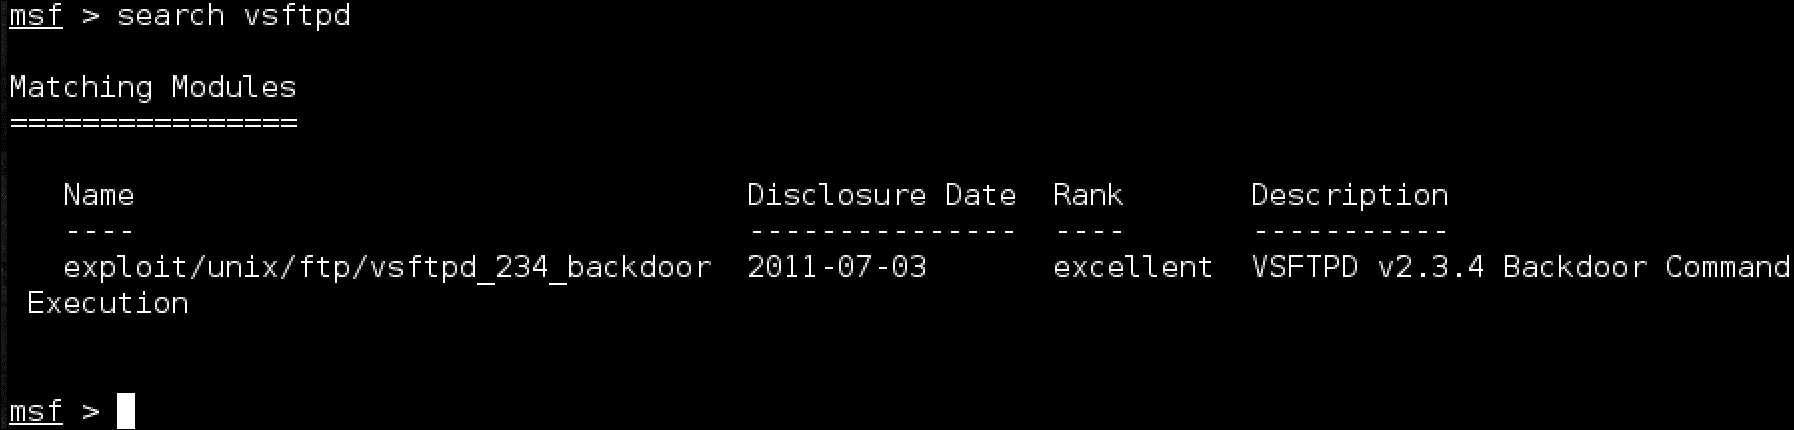 msf > search vsftpd
Matching Modules
================
Name Disclosure Date Rank Description
---- --------------- ---- -----------
exploit/unix/ftp/vsftpd_234_backdoor 2011-07-03 excellent VSFTPD v2.3.4 Backdoor Command
Execution
msf >